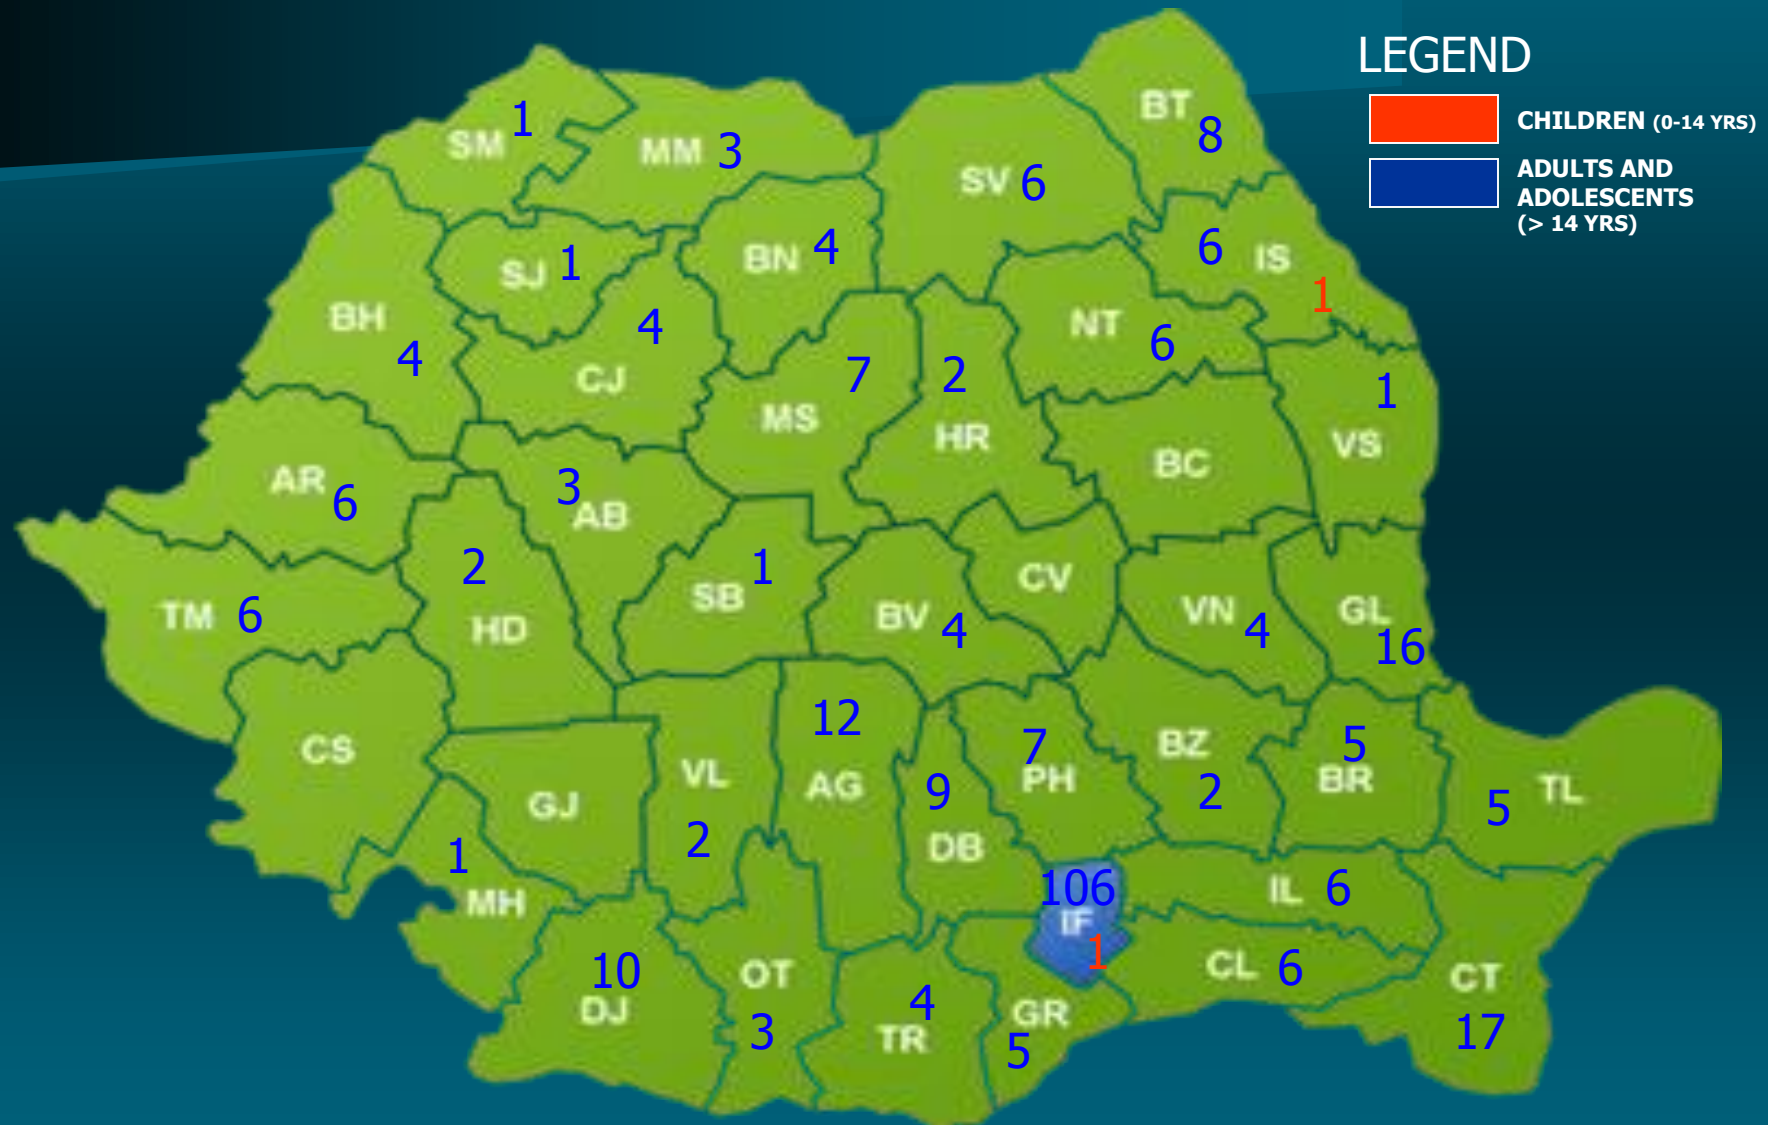 LEGEND
CHILDREN (0-14 YRS)
ADULTS AND
ADOLESCENTS
(> 14 YRS)
SM 1
MM 3
SV 6
BT 8
SJ 1
BN 4
6 IS
1
BH
4
4
CJ
7
MS
2
HR
NT
6
1
VS
BC
AR
6
3
AB
2
HD
SB 1
BV 4
CV
VN 4
GL
16
TM 6
CS
GJ
VL
2
12
AG
9
DB
7
PH
BZ
2
5
BR
5 TL
1
MH
106
IF
1
IL 6
10
DJ
OT
3
4
TR
GR
5
CL 6
CT
17